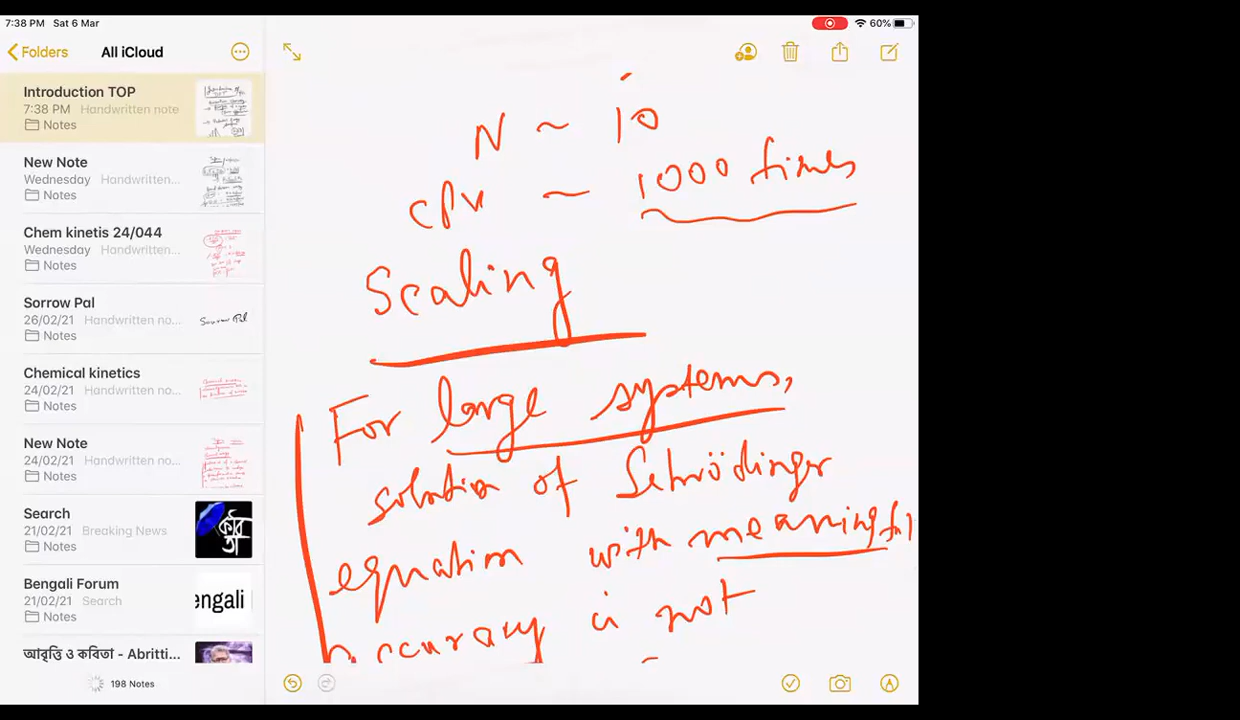 7:38 PM Sat 6 Mar
60%
Folders
All iCloud
Introduction TOP
7:38 PM Handwritten note
Notes
New Note
Wednesday Handwritten...
Notes
Chem kinetis 24/044
Wednesday Handwritten...
Notes
Sorrow Pal
26/02/21 Handwritten no...
Notes
Chemical kinetics
24/02/21 Handwritten no...
Notes
New Note
24/02/21 Handwritten no...
Notes
Search
21/02/21 Breaking News
Notes
Bengali Forum
21/02/21 Search
Notes
engali
আবৃত্তি ও কবিতা - Abritti...
198 Notes
N ~ 10
CPU ~ 1000 times
Scaling
For large systems,
solution of Schrödinger
equation with meaningful
accuracy is not